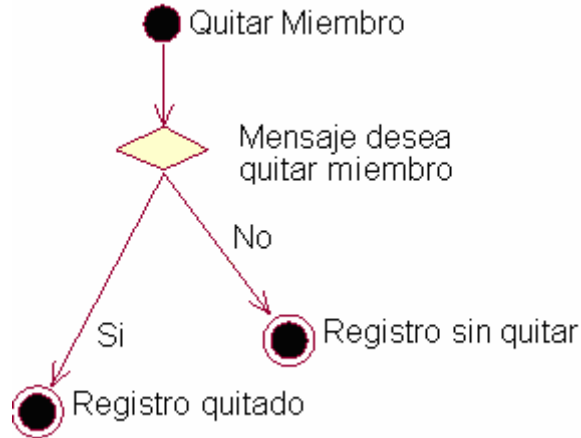 Quitar Miembro
Mensaje desea
quitar miembro
No
Si
Registro sin quitar
Registro quitado